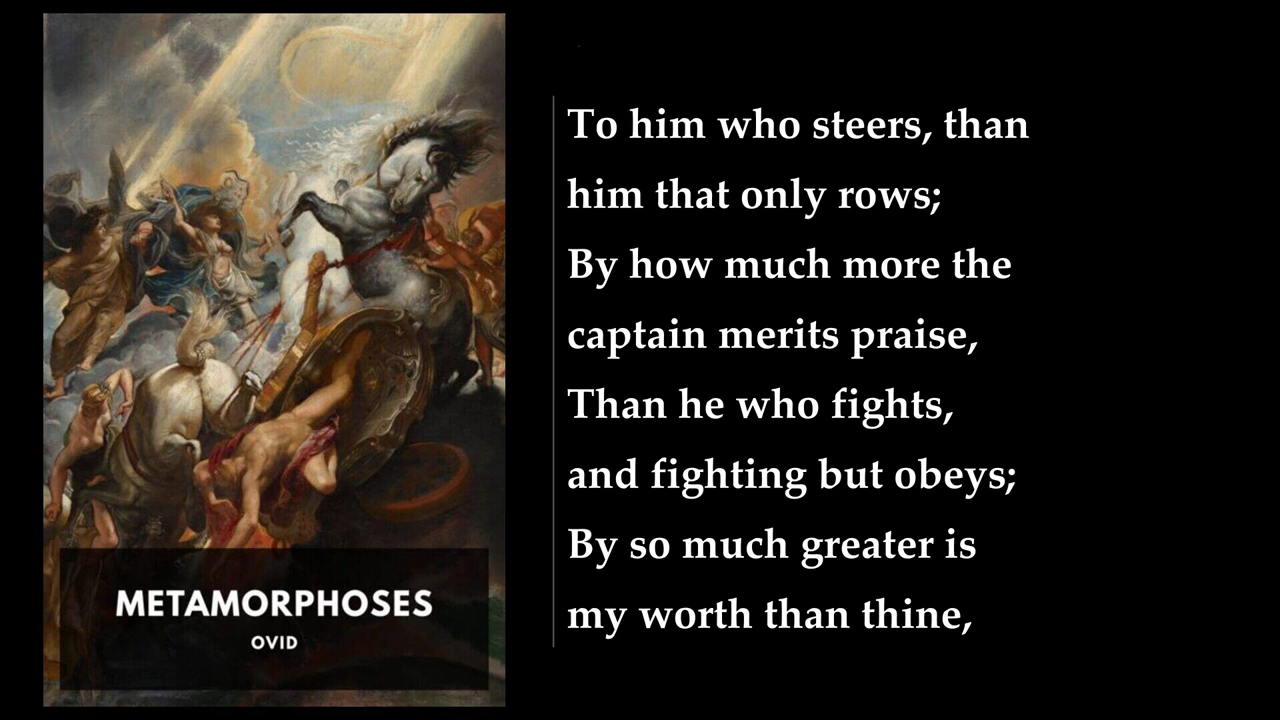 METAMORPHOSES
OVID
To him who steers, than
him that only rows;
By how much more the
captain merits praise,
Than he who fights,
and fighting but obeys;
By so much greater is
my worth than thine,